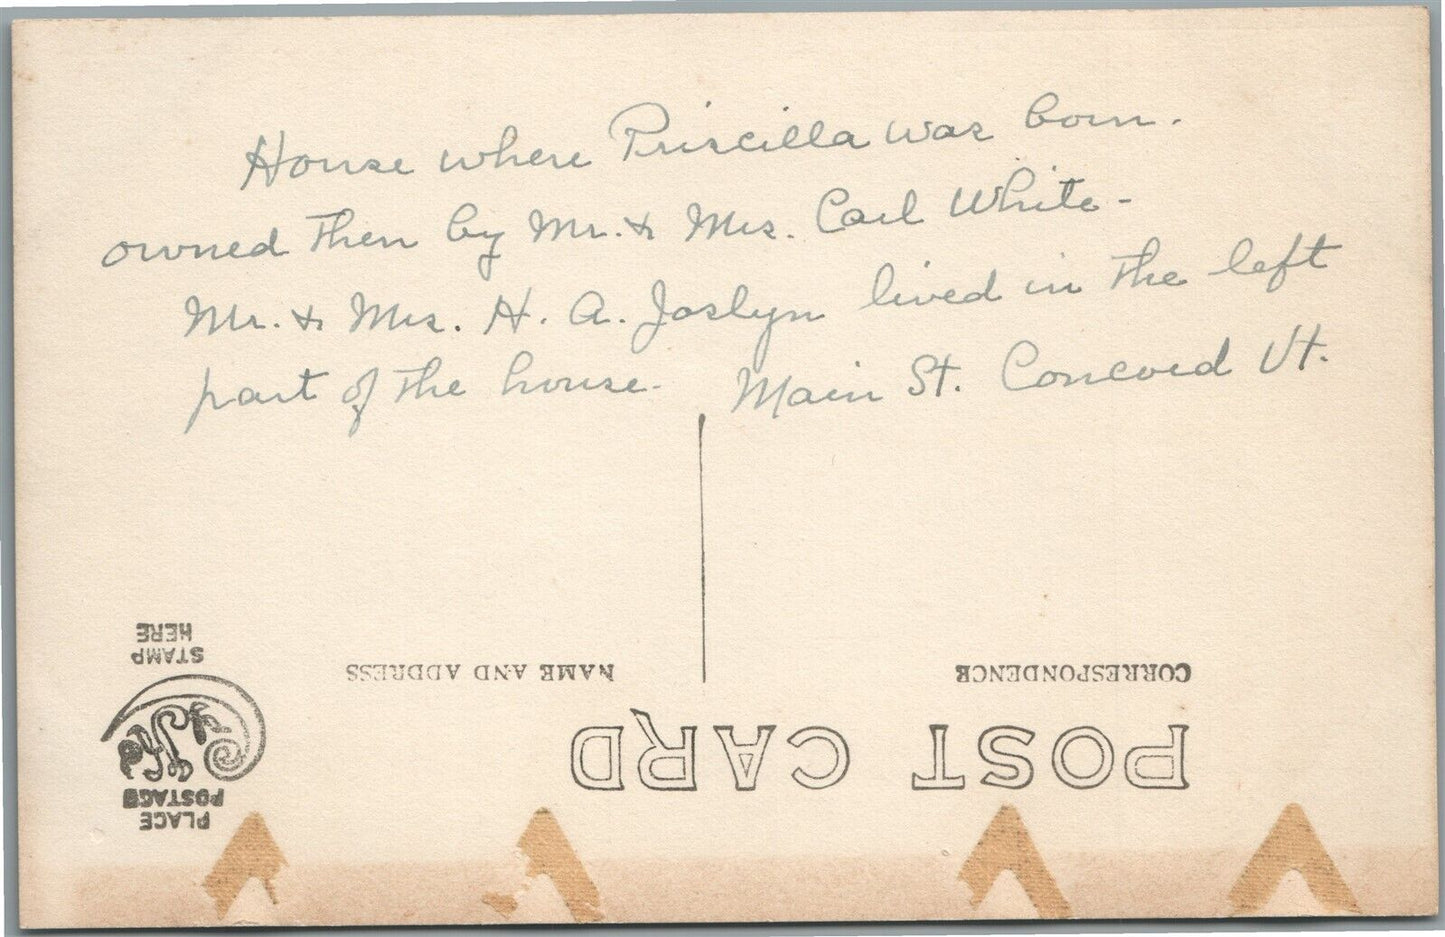 House where Priscilla was born.
owned then by Mr. & Mrs. Carl White -
Mr. & Mrs. H. A. Joslyn lived in the left
part of the house. Main St. Concord Vt.
POST CARD
CORRESPONDENCE
NAME AND ADDRESS
PLACE
POSTAGE
STAMP
HERE